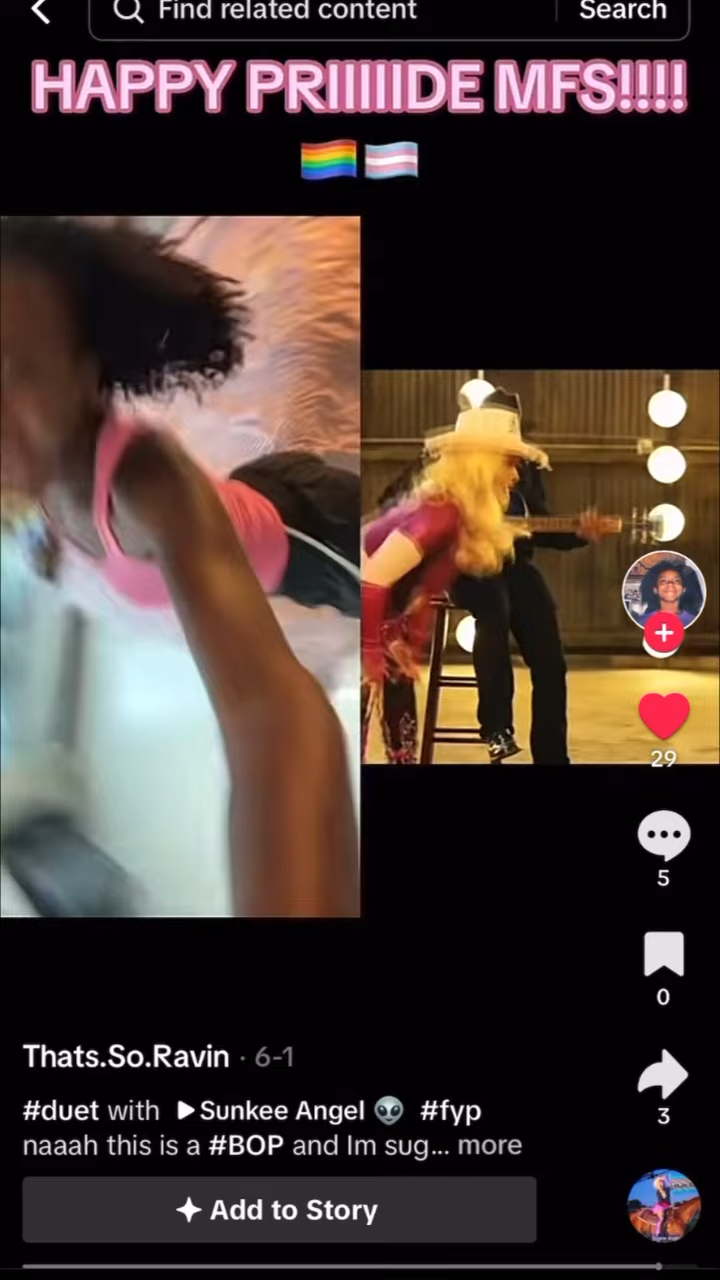 Find related content
Search
HAPPY PRIIIIIIDE MFS!!!!
🏳️‍🌈🏳️‍⚧️
29
5
0
3
Thats.So.Ravin · 6-1
#duet with ▶Sunkee Angel 👽 #fyp
naaah this is a #BOP and Im sug... more
Add to Story